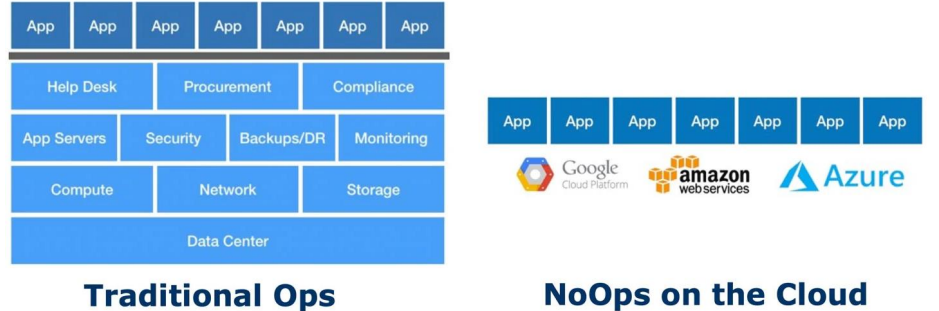 App App App App App App App
Help Desk Procurement Compliance
App Servers Security Backups/DR Monitoring
Compute Network Storage
Data Center
Traditional Ops
App App App App App App App
Google
Cloud Platform
amazon
webservices
Azure
NoOps on the Cloud